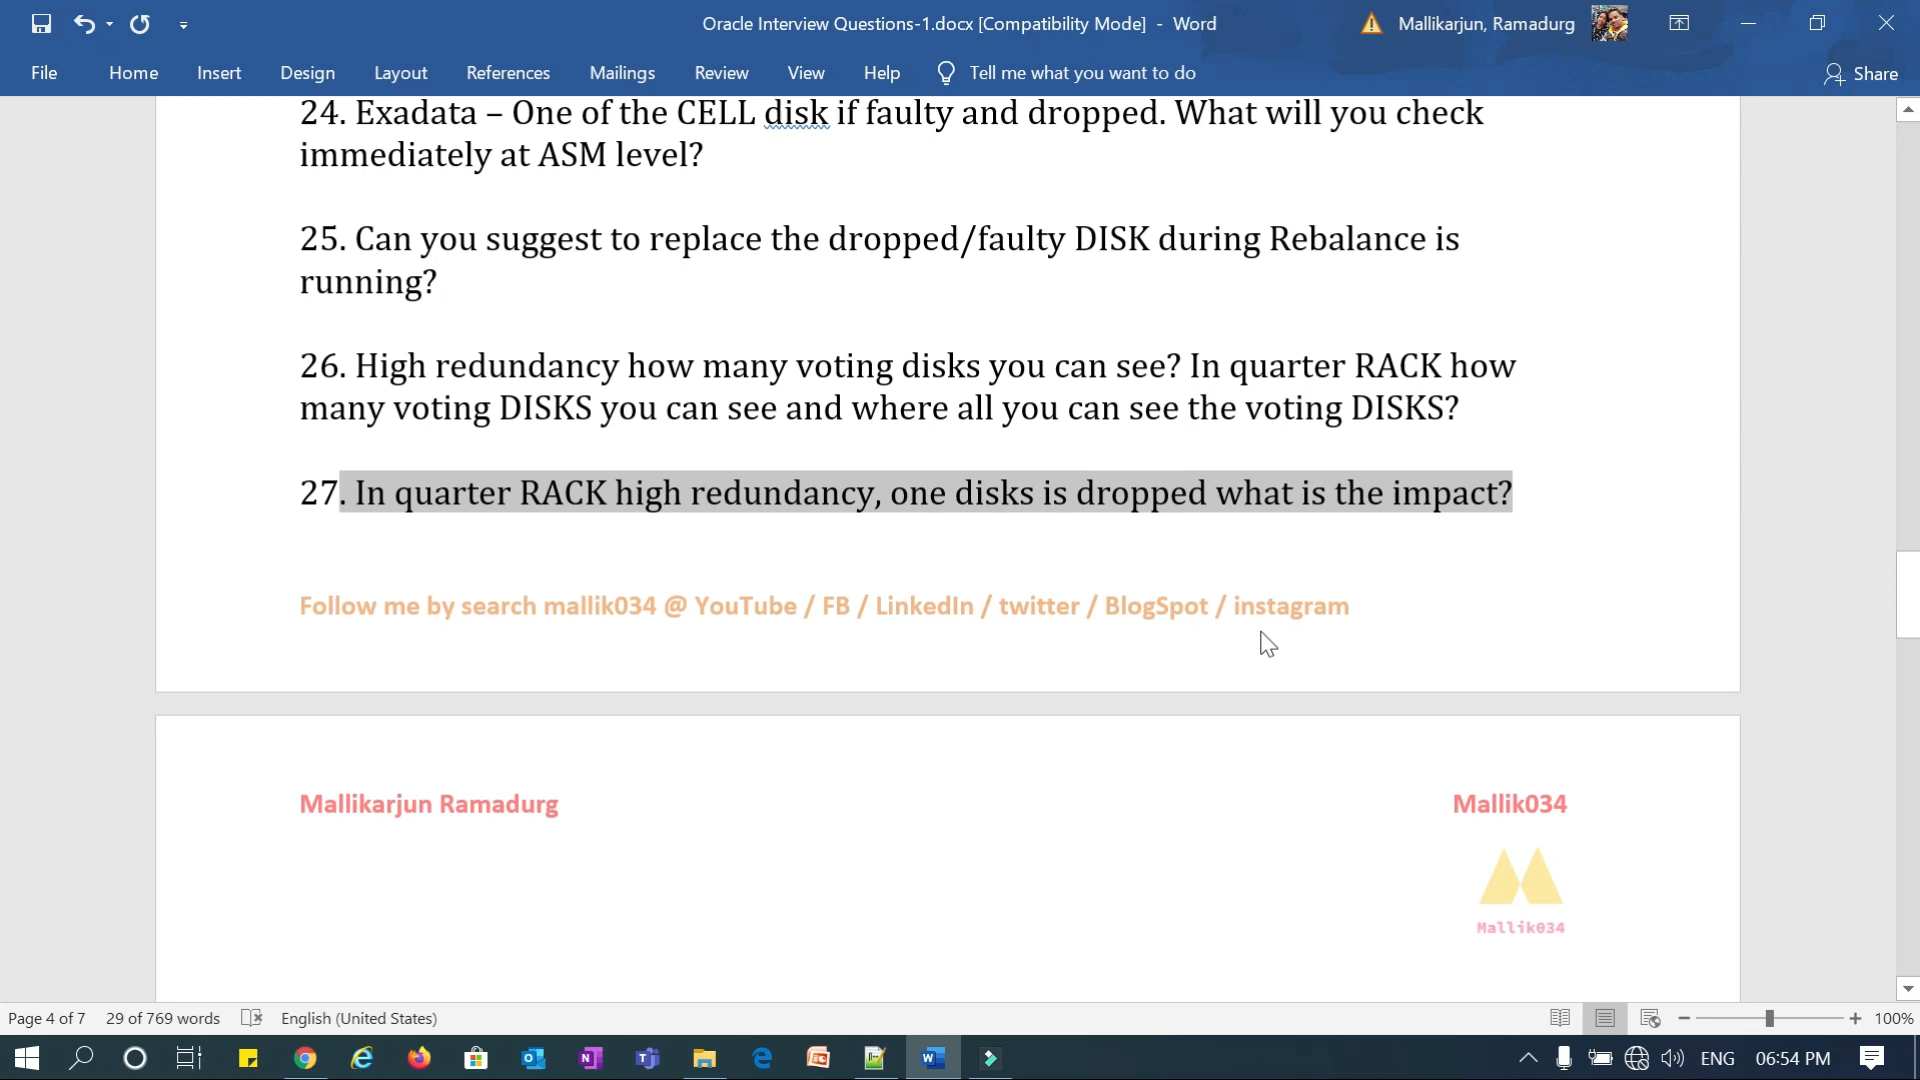 Oracle Interview Questions-1.docx [Compatibility Mode] - Word
Mallikarjun, Ramadurg
File Home Insert Design Layout References Mailings Review View Help Tell me what you want to do Share
24. Exadata – One of the CELL disk if faulty and dropped. What will you check
immediately at ASM level?
25. Can you suggest to replace the dropped/faulty DISK during Rebalance is
running?
26. High redundancy how many voting disks you can see? In quarter RACK how
many voting DISKS you can see and where all you can see the voting DISKS?
27. In quarter RACK high redundancy, one disks is dropped what is the impact?
Follow me by search mallik034 @ YouTube / FB / LinkedIn / twitter / BlogSpot / instagram
Mallikarjun Ramadurg
Mallik034
Mallik034
Page 4 of 7 29 of 769 words English (United States) 100%
ENG 06:54 PM